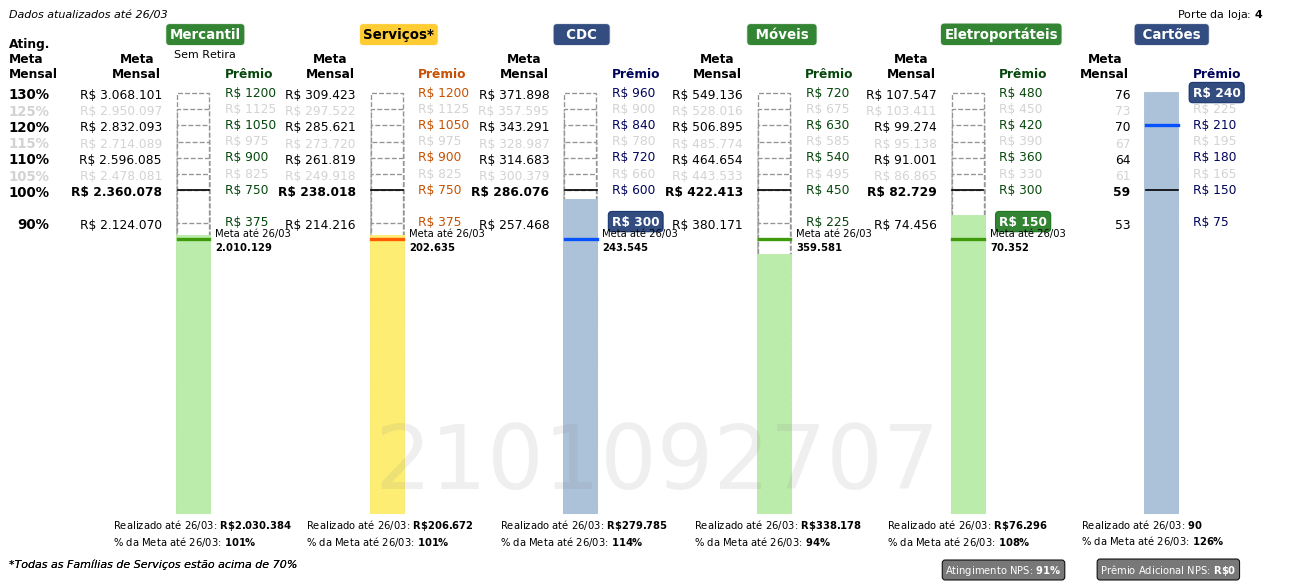 Dados atualizados até 26/03 Porte da loja: 4
Mercantil Serviços* CDC Móveis Eletroportáteis Cartões
Sem Retira
Ating. Meta Mensal Meta Mensal Prêmio Meta Mensal Prêmio Meta Mensal Prêmio Meta Mensal Prêmio Meta Mensal Prêmio Meta Mensal Prêmio
130% R$ 3.068.101 R$ 1200 R$ 309.423 R$ 1200 R$ 371.898 R$ 960 R$ 549.136 R$ 720 R$ 107.547 R$ 480 76 R$ 240
125% R$ 2.950.097 R$ 1125 R$ 297.522 R$ 1125 R$ 357.595 R$ 900 R$ 528.016 R$ 675 R$ 103.411 R$ 450 73 R$ 225
120% R$ 2.832.093 R$ 1050 R$ 285.621 R$ 1050 R$ 343.291 R$ 840 R$ 506.895 R$ 630 R$ 99.274 R$ 420 70 R$ 210
115% R$ 2.714.089 R$ 975 R$ 273.720 R$ 975 R$ 328.987 R$ 780 R$ 485.774 R$ 585 R$ 95.138 R$ 390 67 R$ 195
110% R$ 2.596.085 R$ 900 R$ 261.819 R$ 900 R$ 314.683 R$ 720 R$ 464.654 R$ 540 R$ 91.001 R$ 360 64 R$ 180
105% R$ 2.478.081 R$ 825 R$ 249.918 R$ 825 R$ 300.379 R$ 660 R$ 443.533 R$ 495 R$ 86.865 R$ 330 61 R$ 165
100% R$ 2.360.078 R$ 750 R$ 238.018 R$ 750 R$ 286.076 R$ 600 R$ 422.413 R$ 450 R$ 82.729 R$ 300 59 R$ 150
90% R$ 2.124.070 R$ 375 R$ 214.216 R$ 375 R$ 257.468 R$ 300 R$ 380.171 R$ 225 R$ 74.456 R$ 150 53 R$ 75
Meta até 26/03 Meta até 26/03 Meta até 26/03 Meta até 26/03 Meta até 26/03
2.010.129 202.635 243.545 359.581 70.352
2101092707
Realizado até 26/03: R$2.030.384 Realizado até 26/03: R$206.672 Realizado até 26/03: R$279.785 Realizado até 26/03: R$338.178 Realizado até 26/03: R$76.296 Realizado até 26/03: 90
% da Meta até 26/03: 101% % da Meta até 26/03: 101% % da Meta até 26/03: 114% % da Meta até 26/03: 94% % da Meta até 26/03: 108% % da Meta até 26/03: 126%
*Todas as Famílias de Serviços estão acima de 70% Atingimento NPS: 91% Prêmio Adicional NPS: R$0